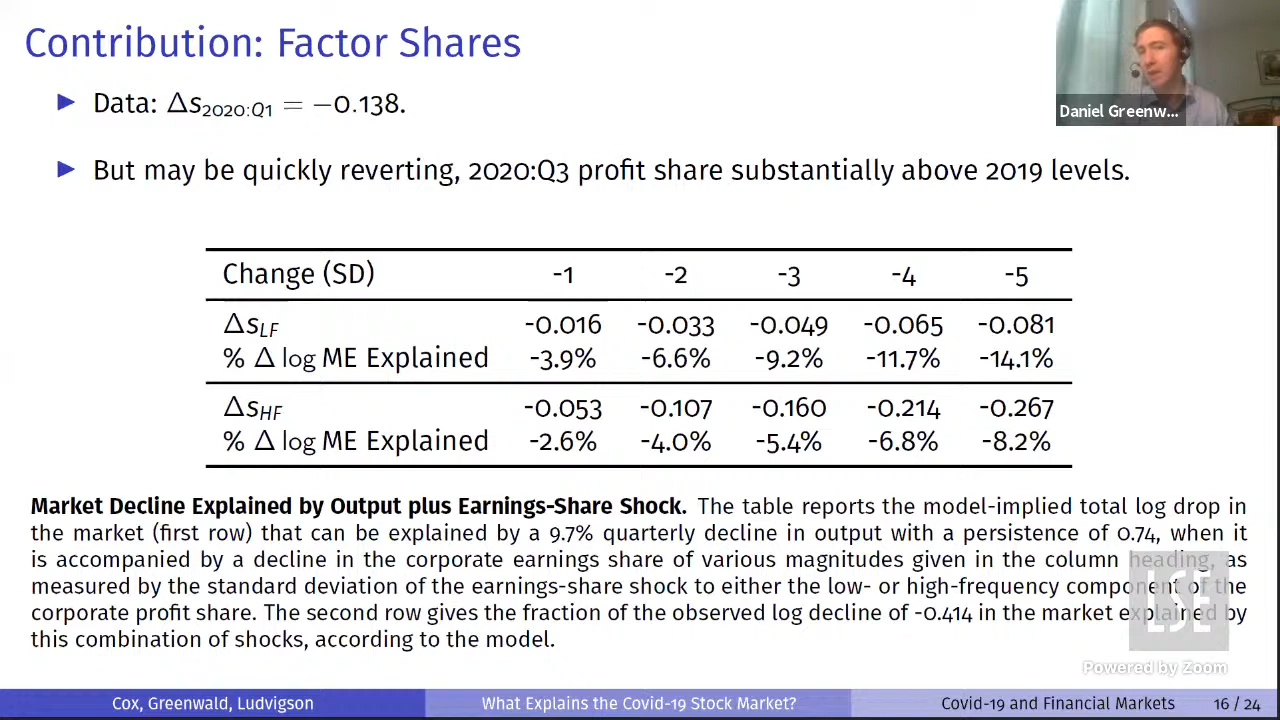 Contribution: Factor Shares
▶ Data: Δs2020:Q1 = −0.138.
▶ But may be quickly reverting, 2020:Q3 profit share substantially above 2019 levels.
Change (SD) -1 -2 -3 -4 -5
ΔsLF -0.016 -0.033 -0.049 -0.065 -0.081
% Δ log ME Explained -3.9% -6.6% -9.2% -11.7% -14.1%
ΔsHF -0.053 -0.107 -0.160 -0.214 -0.267
% Δ log ME Explained -2.6% -4.0% -5.4% -6.8% -8.2%
Market Decline Explained by Output plus Earnings-Share Shock. The table reports the model-implied total log drop in
the market (first row) that can be explained by a 9.7% quarterly decline in output with a persistence of 0.74, when it
is accompanied by a decline in the corporate earnings share of various magnitudes given in the column heading, as
measured by the standard deviation of the earnings-share shock to either the low- or high-frequency component of the
corporate profit share. The second row gives the fraction of the observed log decline of -0.414 in the market explained by
this combination of shocks, according to the model.
Daniel Greenw...
LSE
Powered by Zoom
Cox, Greenwald, Ludvigson What Explains the Covid-19 Stock Market? Covid-19 and Financial Markets 16 / 24